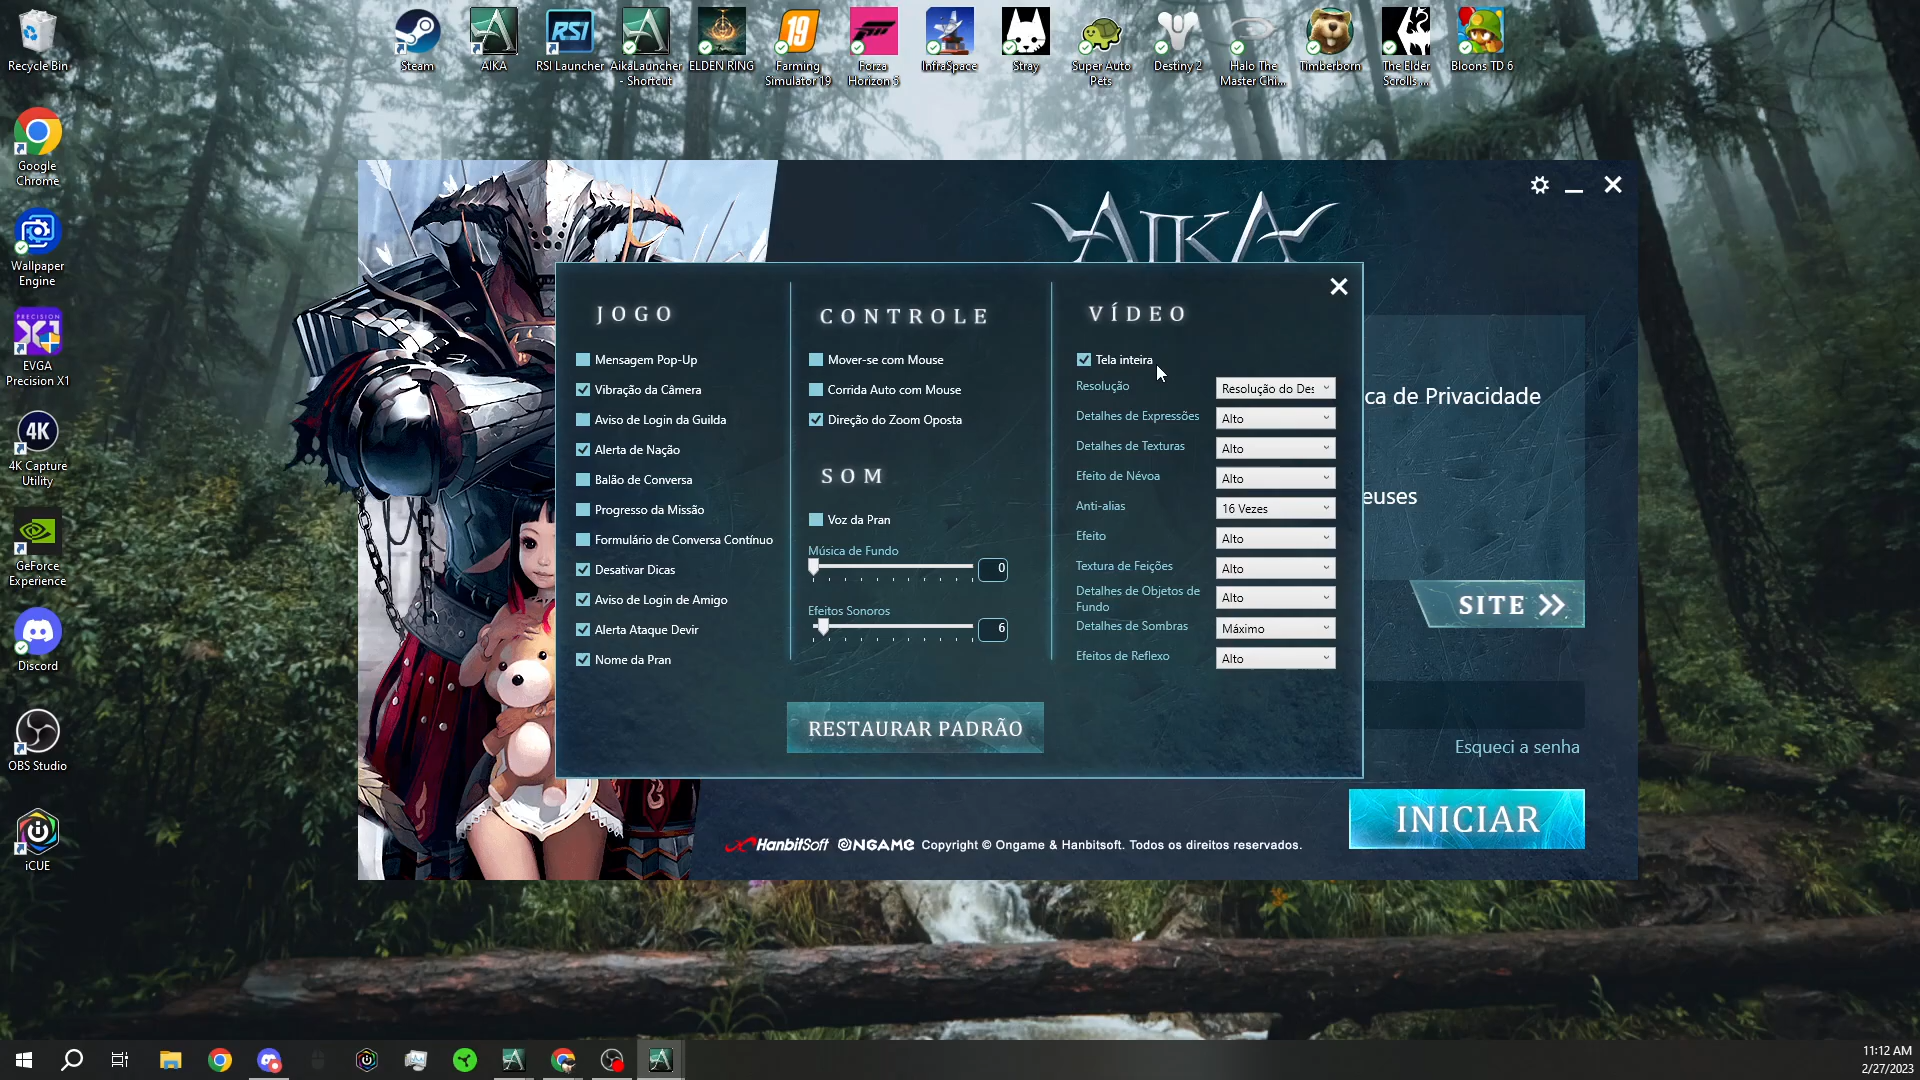 Recycle Bin
Steam
AIKA
RSI Launcher
AikaLauncher
- Shortcut
ELDEN RING
Farming
Simulator 19
Forza
Horizon 5
InfraSpace
Stray
Super Auto
Pets
Destiny 2
Halo The
Master Chi...
Timberborn
The Elder
Scrolls ...
Bloons TD 6
Google
Chrome
Wallpaper
Engine
EVGA
Precision X1
4K Capture
Utility
GeForce
Experience
Discord
OBS Studio
iCUE
RSI
19
PRECISION
X1
4K
AIKA
JOGO
Mensagem Pop-Up
Vibração da Câmera
Aviso de Login da Guilda
Alerta de Nação
Balão de Conversa
Progresso da Missão
Formulário de Conversa Contínuo
Desativar Dicas
Aviso de Login de Amigo
Alerta Ataque Devir
Nome da Pran
CONTROLE
Mover-se com Mouse
Corrida Auto com Mouse
Direção do Zoom Oposta
SOM
Voz da Pran
Música de Fundo
0
Efeitos Sonoros
6
VÍDEO
Tela inteira
Resolução
Resolução do Des
Detalhes de Expressões
Alto
Detalhes de Texturas
Alto
Efeito de Névoa
Alto
Anti-alias
16 Vezes
Efeito
Alto
Textura de Feições
Alto
Detalhes de Objetos de
Fundo
Alto
Detalhes de Sombras
Máximo
Efeitos de Reflexo
Alto
RESTAURAR PADRÃO
ca de Privacidade
euses
SITE
Esqueci a senha
INICIAR
HanbitSoft ONGAME Copyright © Ongame & Hanbitsoft. Todos os direitos reservados.
11:12 AM
2/27/2023